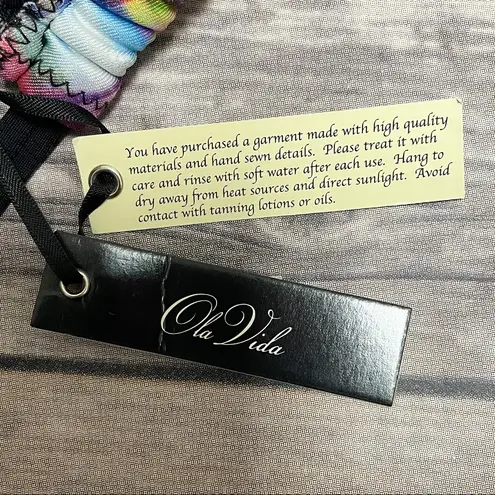 You have purchased a garment made with high quality
materials and hand sewn details.  Please treat it with
care and rinse with soft water after each use.  Hang to
dry away from heat sources and direct sunlight.  Avoid
contact with tanning lotions or oils.
Ola Vida